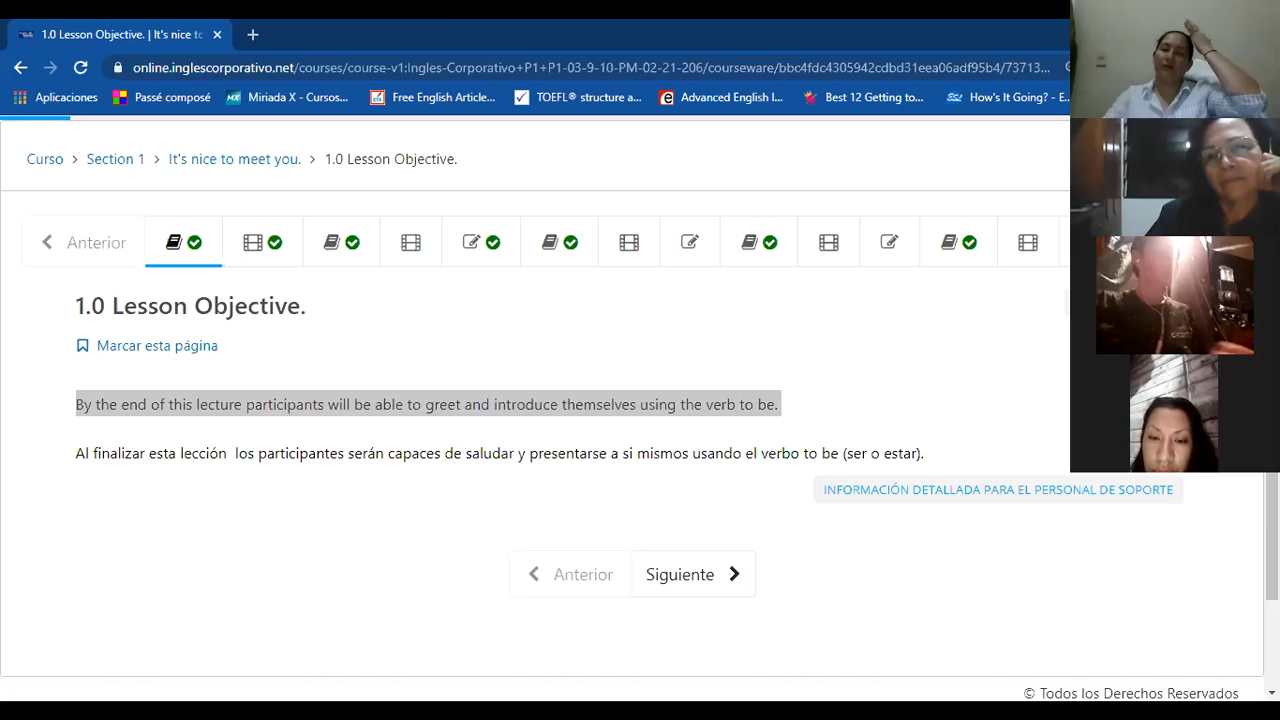 1.0 Lesson Objective. | It's nice to
online.inglescorporativo.net/courses/course-v1:Ingles-Corporativo+P1+P1-03-9-10-PM-02-21-206/courseware/bbc4fdc4305942cdbd31eea06adf95b4/73713...
Aplicaciones Passé composé Miriada X - Cursos... Free English Article... TOEFL® structure a... Advanced English I... Best 12 Getting to... How's It Going? - E...
Curso > Section 1 > It's nice to meet you. > 1.0 Lesson Objective.
Anterior
1.0 Lesson Objective.
Marcar esta página
By the end of this lecture participants will be able to greet and introduce themselves using the verb to be.
Al finalizar esta lección los participantes serán capaces de saludar y presentarse a si mismos usando el verbo to be (ser o estar).
INFORMACIÓN DETALLADA PARA EL PERSONAL DE SOPORTE
Anterior Siguiente
© Todos los Derechos Reservados